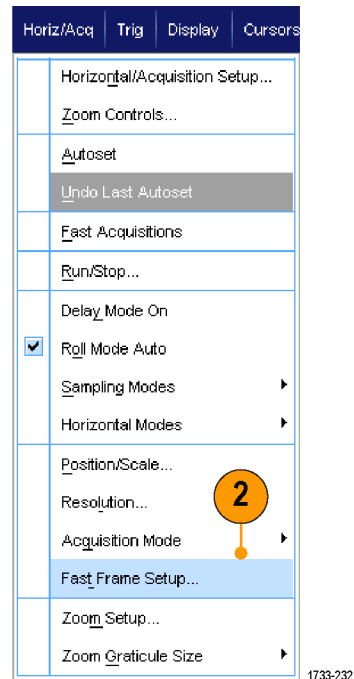 Horiz/Acq Trig Display Cursors
Horizontal/Acquisition Setup...
Zoom Controls...
Autoset
Undo Last Autoset
Fast Acquisitions
Run/Stop...
Delay Mode On
Roll Mode Auto
Sampling Modes
Horizontal Modes
Position/Scale...
Resolution...
2
Acquisition Mode
Fast Frame Setup...
Zoom Setup...
Zoom Graticule Size
1733-232